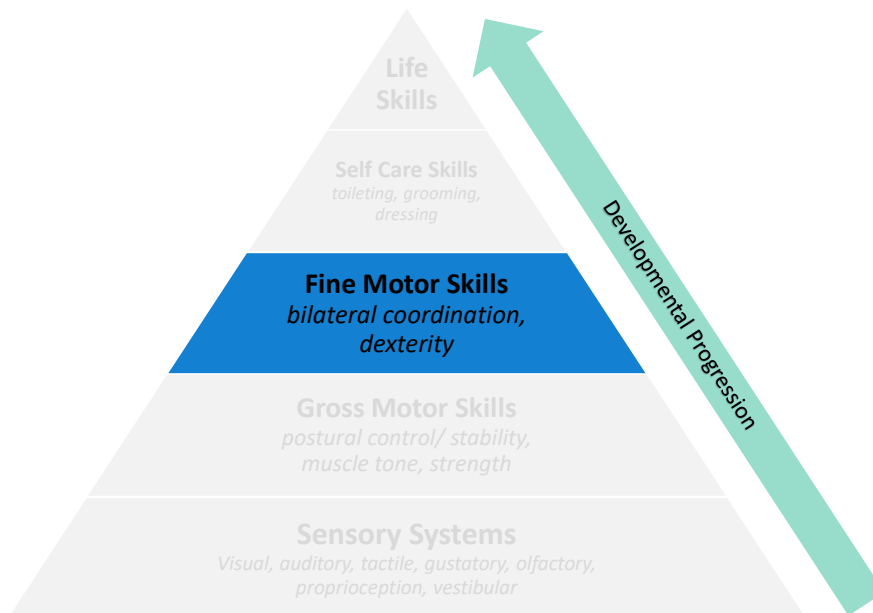 Life
Skills
Self Care Skills
toileting, grooming,
dressing
Fine Motor Skills
bilateral coordination,
dexterity
Gross Motor Skills
postural control/ stability,
muscle tone, strength
Sensory Systems
Visual, auditory, tactile, gustatory, olfactory,
proprioception, vestibular
Developmental Progression